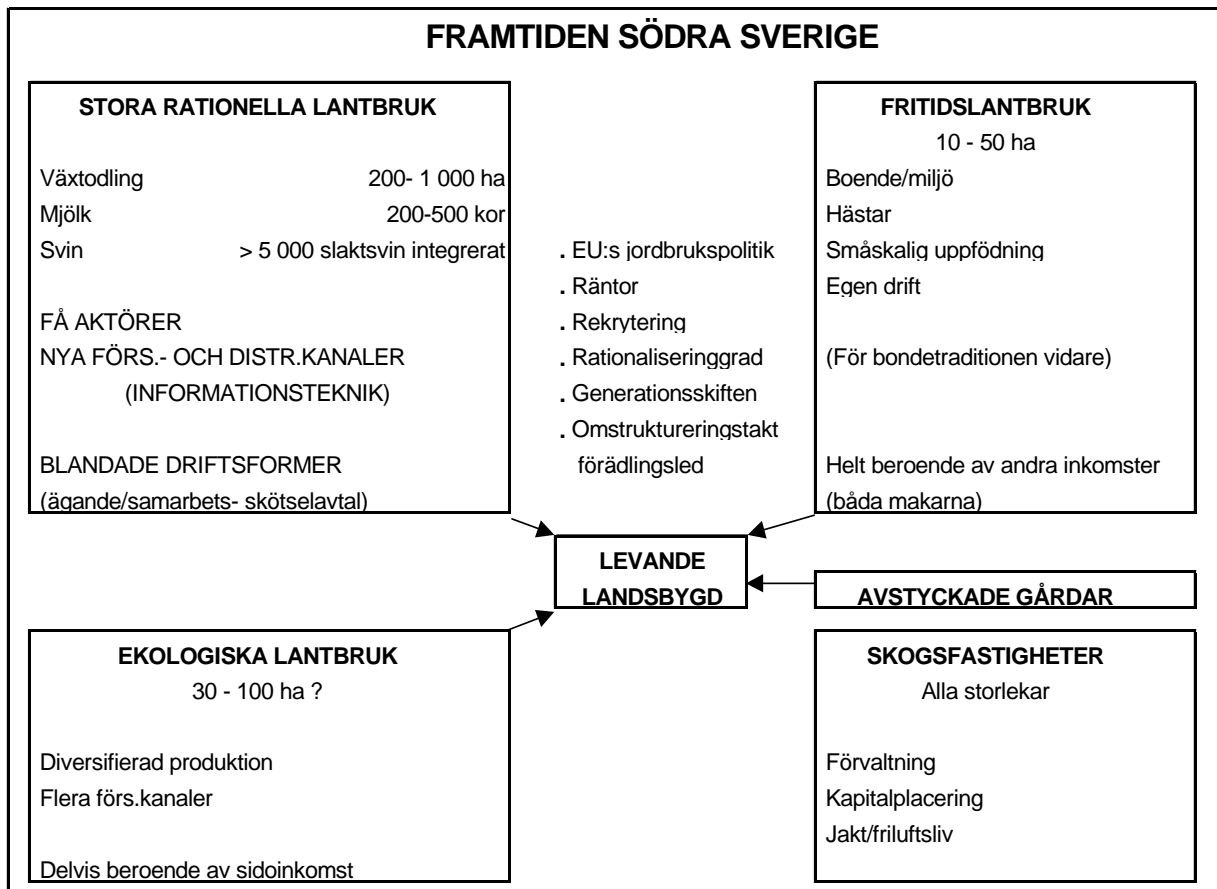 FRAMTIDEN SÖDRA SVERIGE
STORA RATIONELLA LANTBRUK
Växtodling 200- 1 000 ha
Mjölk 200-500 kor
Svin > 5 000 slaktsvin integrerat
FÅ AKTÖRER
NYA FÖRS.- OCH DISTR.KANALER
(INFORMATIONSTEKNIK)
BLANDADE DRIFTSFORMER
(ägande/samarbets- skötselavtal)
. EU:s jordbrukspolitik
. Räntor
. Rekrytering
. Rationaliseringgrad
. Generationsskiften
. Omstruktureringstakt
förädlingsled
FRITIDSLANTBRUK
10 - 50 ha
Boende/miljö
Hästar
Småskalig uppfödning
Egen drift
(För bondetraditionen vidare)
Helt beroende av andra inkomster
(båda makarna)
LEVANDE
LANDSBYGD
AVSTYCKADE GÅRDAR
EKOLOGISKA LANTBRUK
30 - 100 ha ?
Diversifierad produktion
Flera förs.kanaler
Delvis beroende av sidoinkomst
SKOGSFASTIGHETER
Alla storlekar
Förvaltning
Kapitalplacering
Jakt/friluftsliv